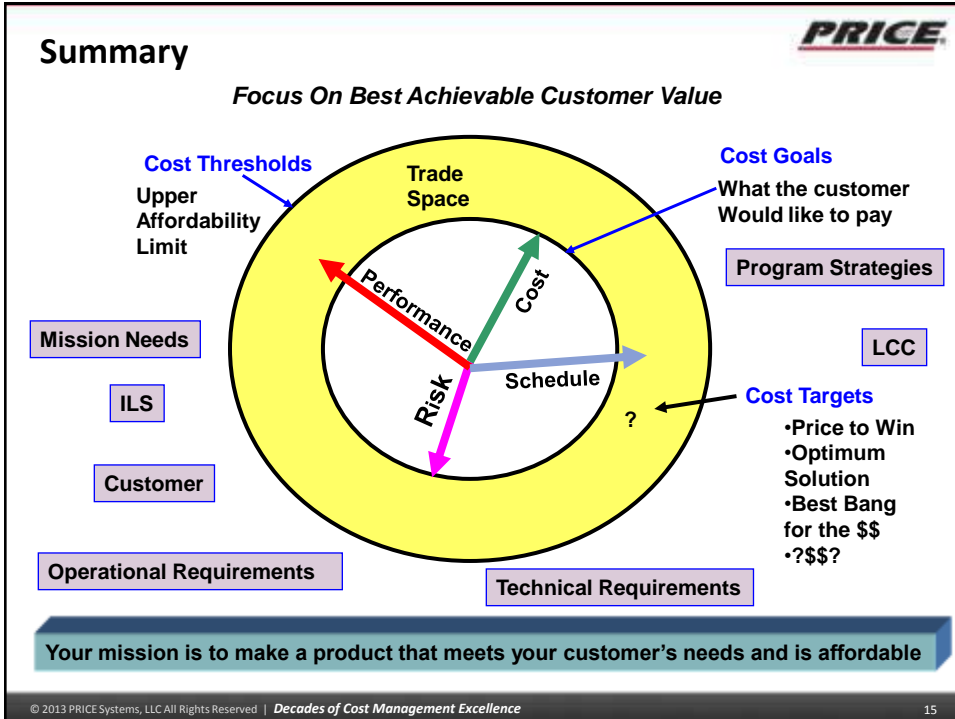 Summary
PRICE
Focus On Best Achievable Customer Value
Cost Thresholds
Upper
Affordability
Limit
Trade
Space
Cost Goals
What the customer
Would like to pay
Program Strategies
Performance
Cost
Mission Needs
LCC
Schedule
Risk
ILS
Cost Targets
•Price to Win
•Optimum
Solution
•Best Bang
for the $$
•?$$?
?
Customer
Operational Requirements
Technical Requirements
Your mission is to make a product that meets your customer's needs and is affordable
© 2013 PRICE Systems, LLC All Rights Reserved | Decades of Cost Management Excellence
15